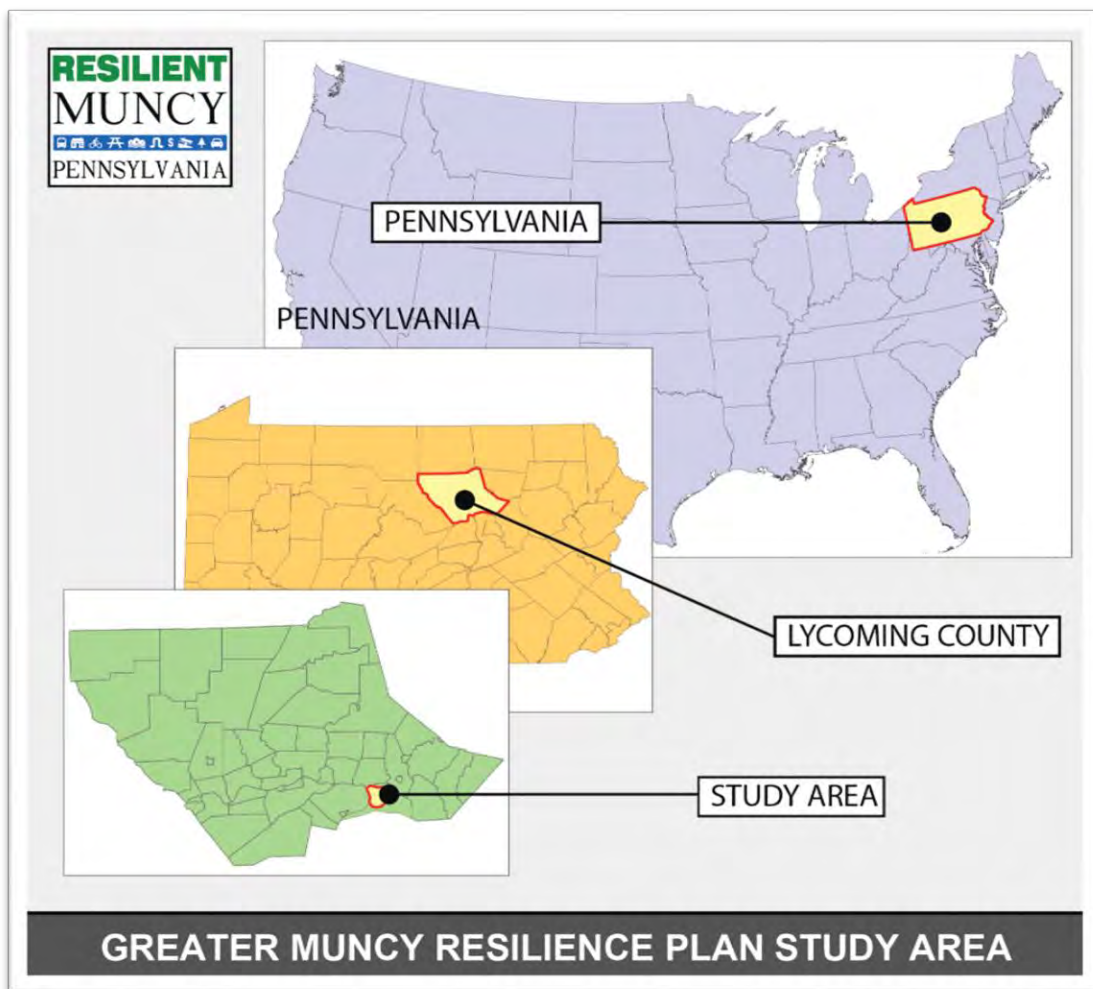 RESILIENT
MUNCY
PENNSYLVANIA
PENNSYLVANIA
PENNSYLVANIA
LYCOMING COUNTY
STUDY AREA
GREATER MUNCY RESILIENCE PLAN STUDY AREA